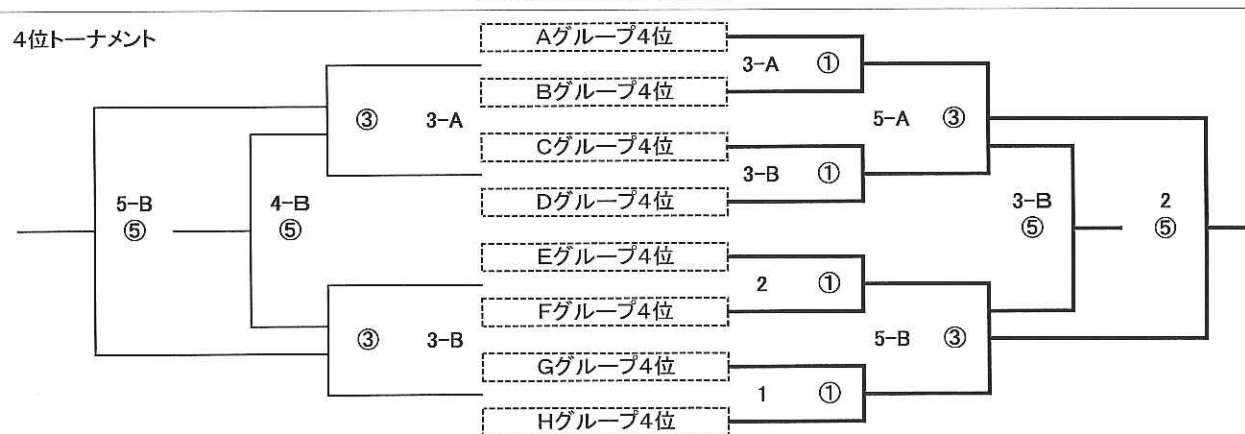 4位トーナメント
Aグループ4位
3-A ①
Bグループ4位
③ 3-A
5-A ③
Cグループ4位
3-B ①
Dグループ4位
5-B
⑤
4-B
⑤
3-B
⑤
2
⑤
Eグループ4位
2 ①
Fグループ4位
③ 3-B
5-B ③
Gグループ4位
1 ①
Hグループ4位